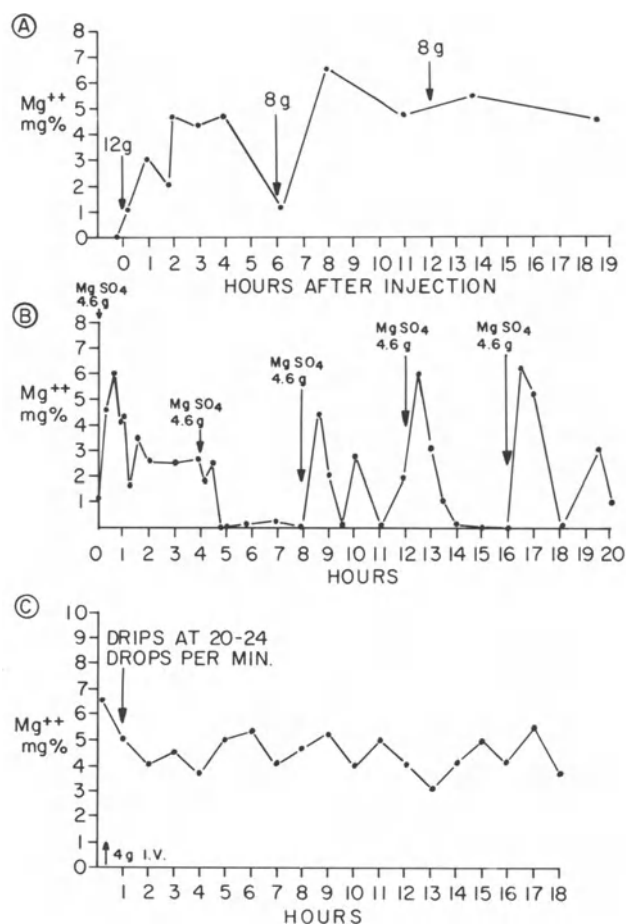 A
8
7
6
5
4
3
2
1
0
Mg++
mg%
12g
8g
8g
0 1 2 3 4 5 6 7 8 9 10 11 12 13 14 15 16 17 18 19
HOURS AFTER INJECTION
Mg SO4
4.6 g
B
8
7
6
5
4
3
2
1
Mg++
mg%
Mg SO4
4.6g
Mg SO4
4.6 g
Mg SO4
4.6 g
Mg SO4
4.6 g
0 1 2 3 4 5 6 7 8 9 10 11 12 13 14 15 16 17 18 19 20
HOURS
C
10
9
8
7
6
5
4
3
2
1
0
Mg++
mg%
DRIPS AT 20-24
DROPS PER MIN.
4g I.V.
1 2 3 4 5 6 7 8 9 10 11 12 13 14 15 16 17 18
HOURS